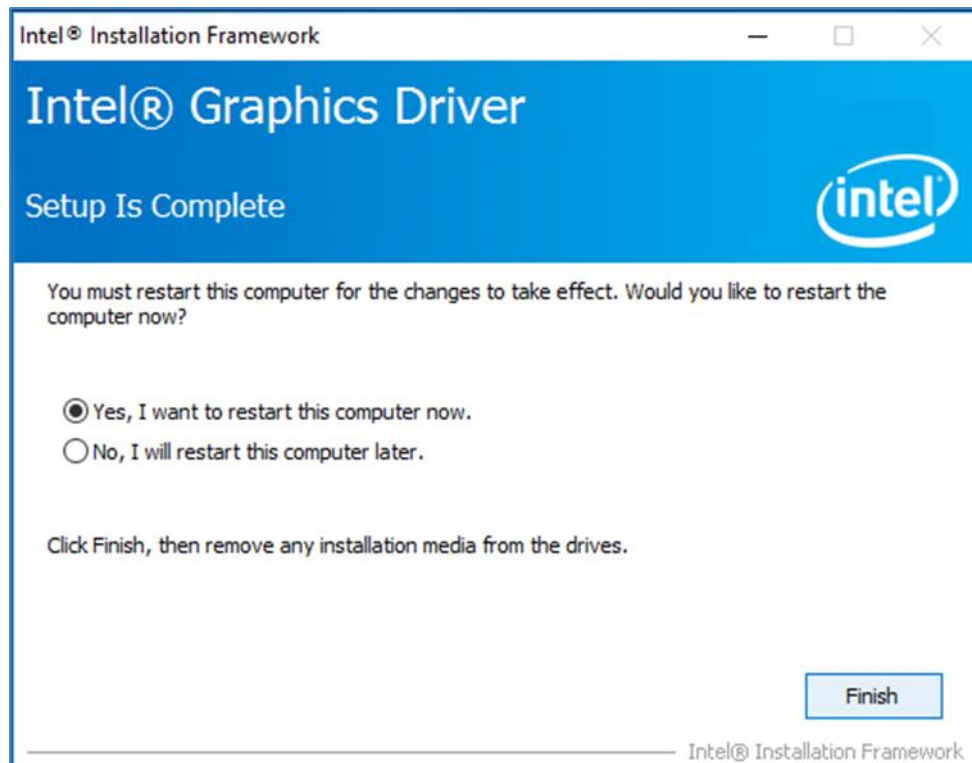 Intel® Installation Framework
Intel® Graphics Driver
Setup Is Complete
intel®
You must restart this computer for the changes to take effect. Would you like to restart the
computer now?
Yes, I want to restart this computer now.
No, I will restart this computer later.
Click Finish, then remove any installation media from the drives.
Finish
Intel® Installation Framework